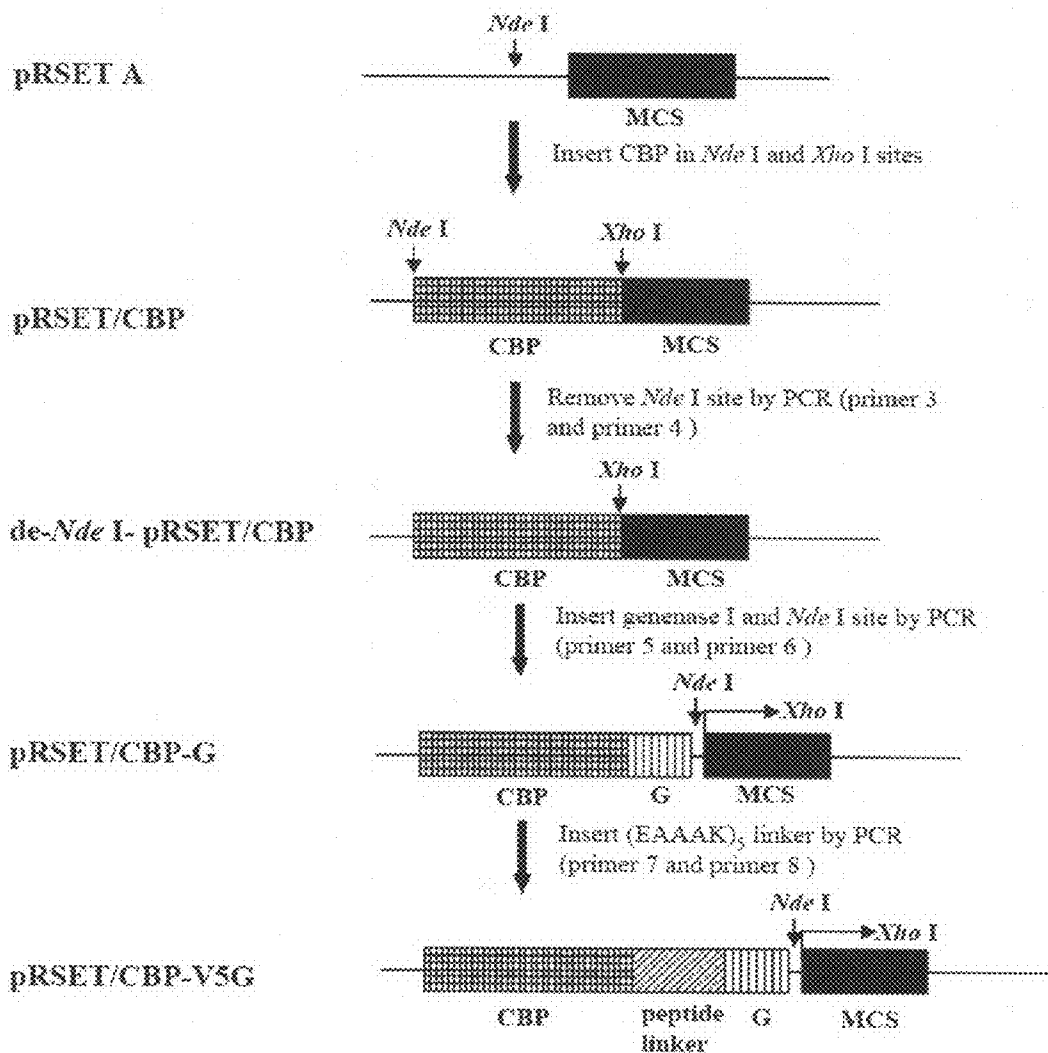 Nde I
pRSET A
MCS
Insert CBP in Nde I and Xho I sites
Nde I
Xho I
pRSET/CBP
CBP
MCS
Remove Nde I site by PCR (primer 3
and primer 4 )
Xho I
de-Nde I- pRSET/CBP
CBP
MCS
Insert genenase I and Nde I site by PCR
(primer 5 and primer 6 )
Nde I
Xho I
pRSET/CBP-G
CBP
G
MCS
Insert (EAAAK)5 linker by PCR
(primer 7 and primer 8 )
Nde I
Xho I
pRSET/CBP-V5G
CBP
peptide
linker
G
MCS